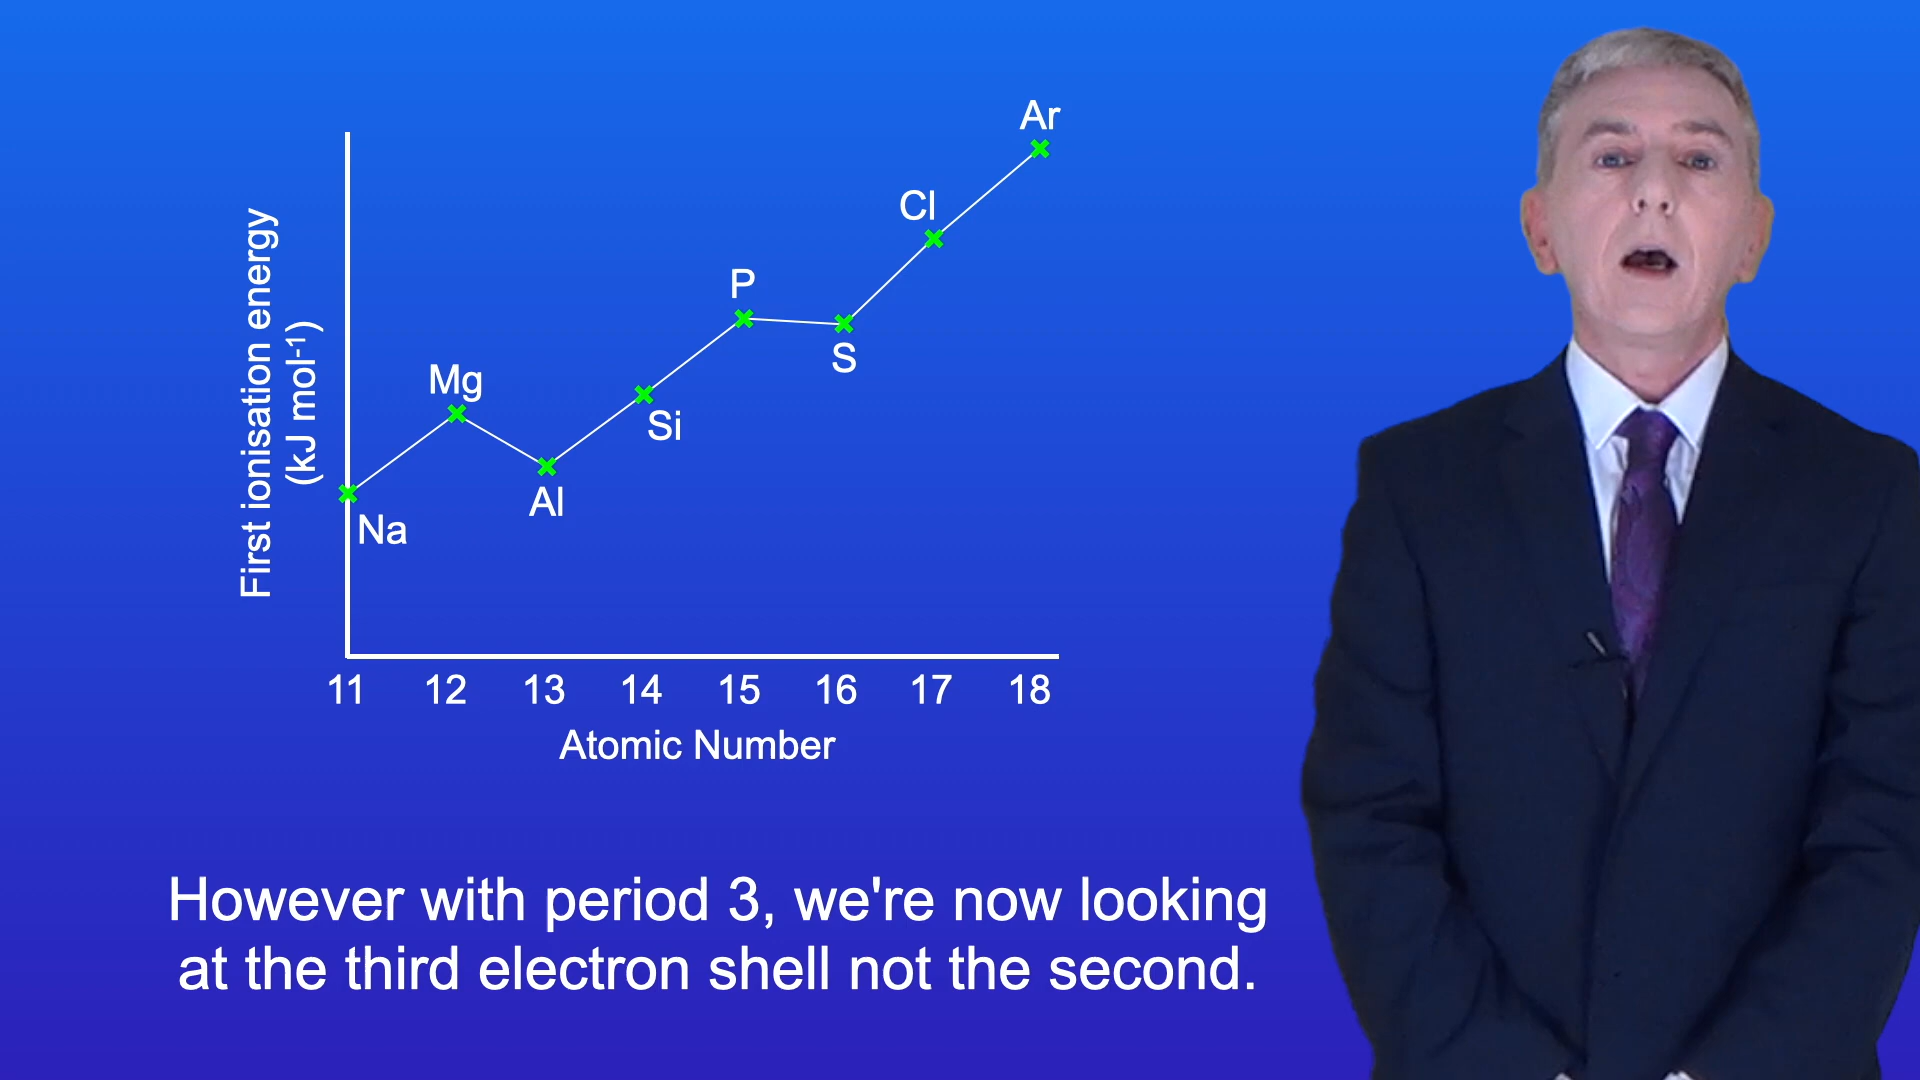 Ar
Cl
P
S
Mg
Si
Al
Na
First ionisation energy
(kJ mol⁻¹)
11 12 13 14 15 16 17 18
Atomic Number
However with period 3, we're now looking
at the third electron shell not the second.